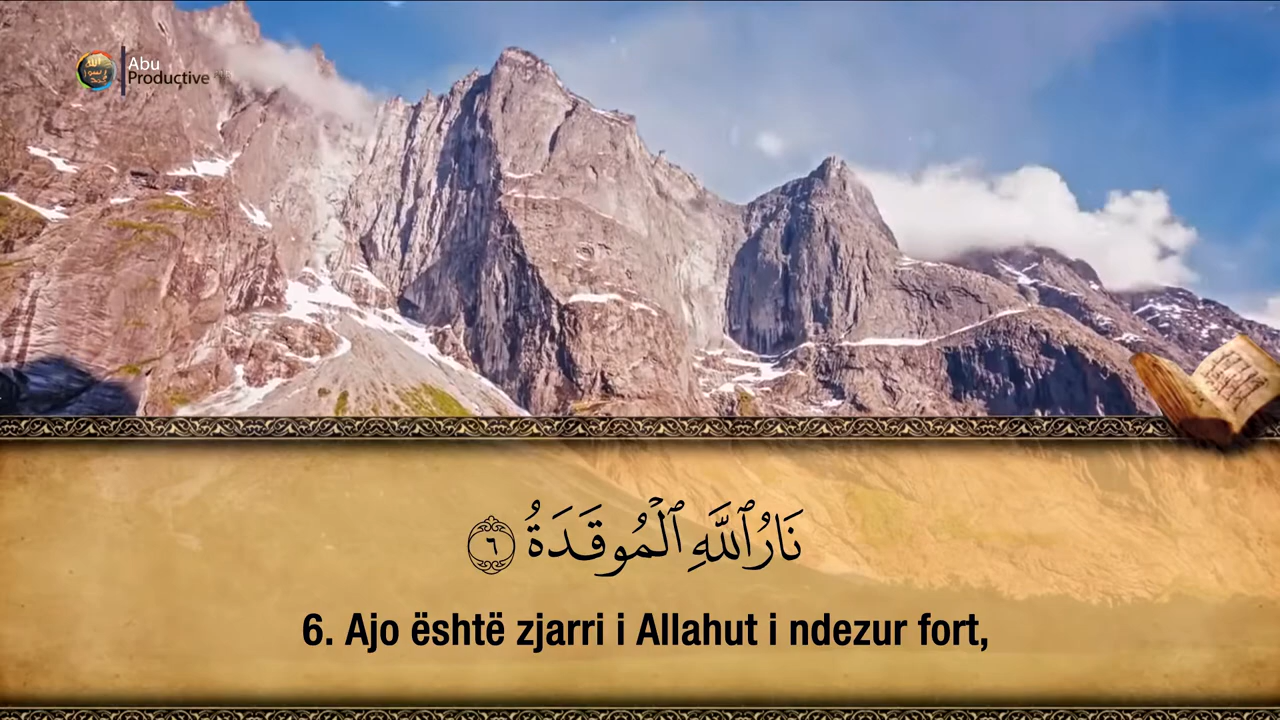 Abu
Productive
نَارُ ٱللَّهِ ٱلْمُوقَدَةُ ٦
6. Ajo është zjarri i Allahut i ndezur fort,